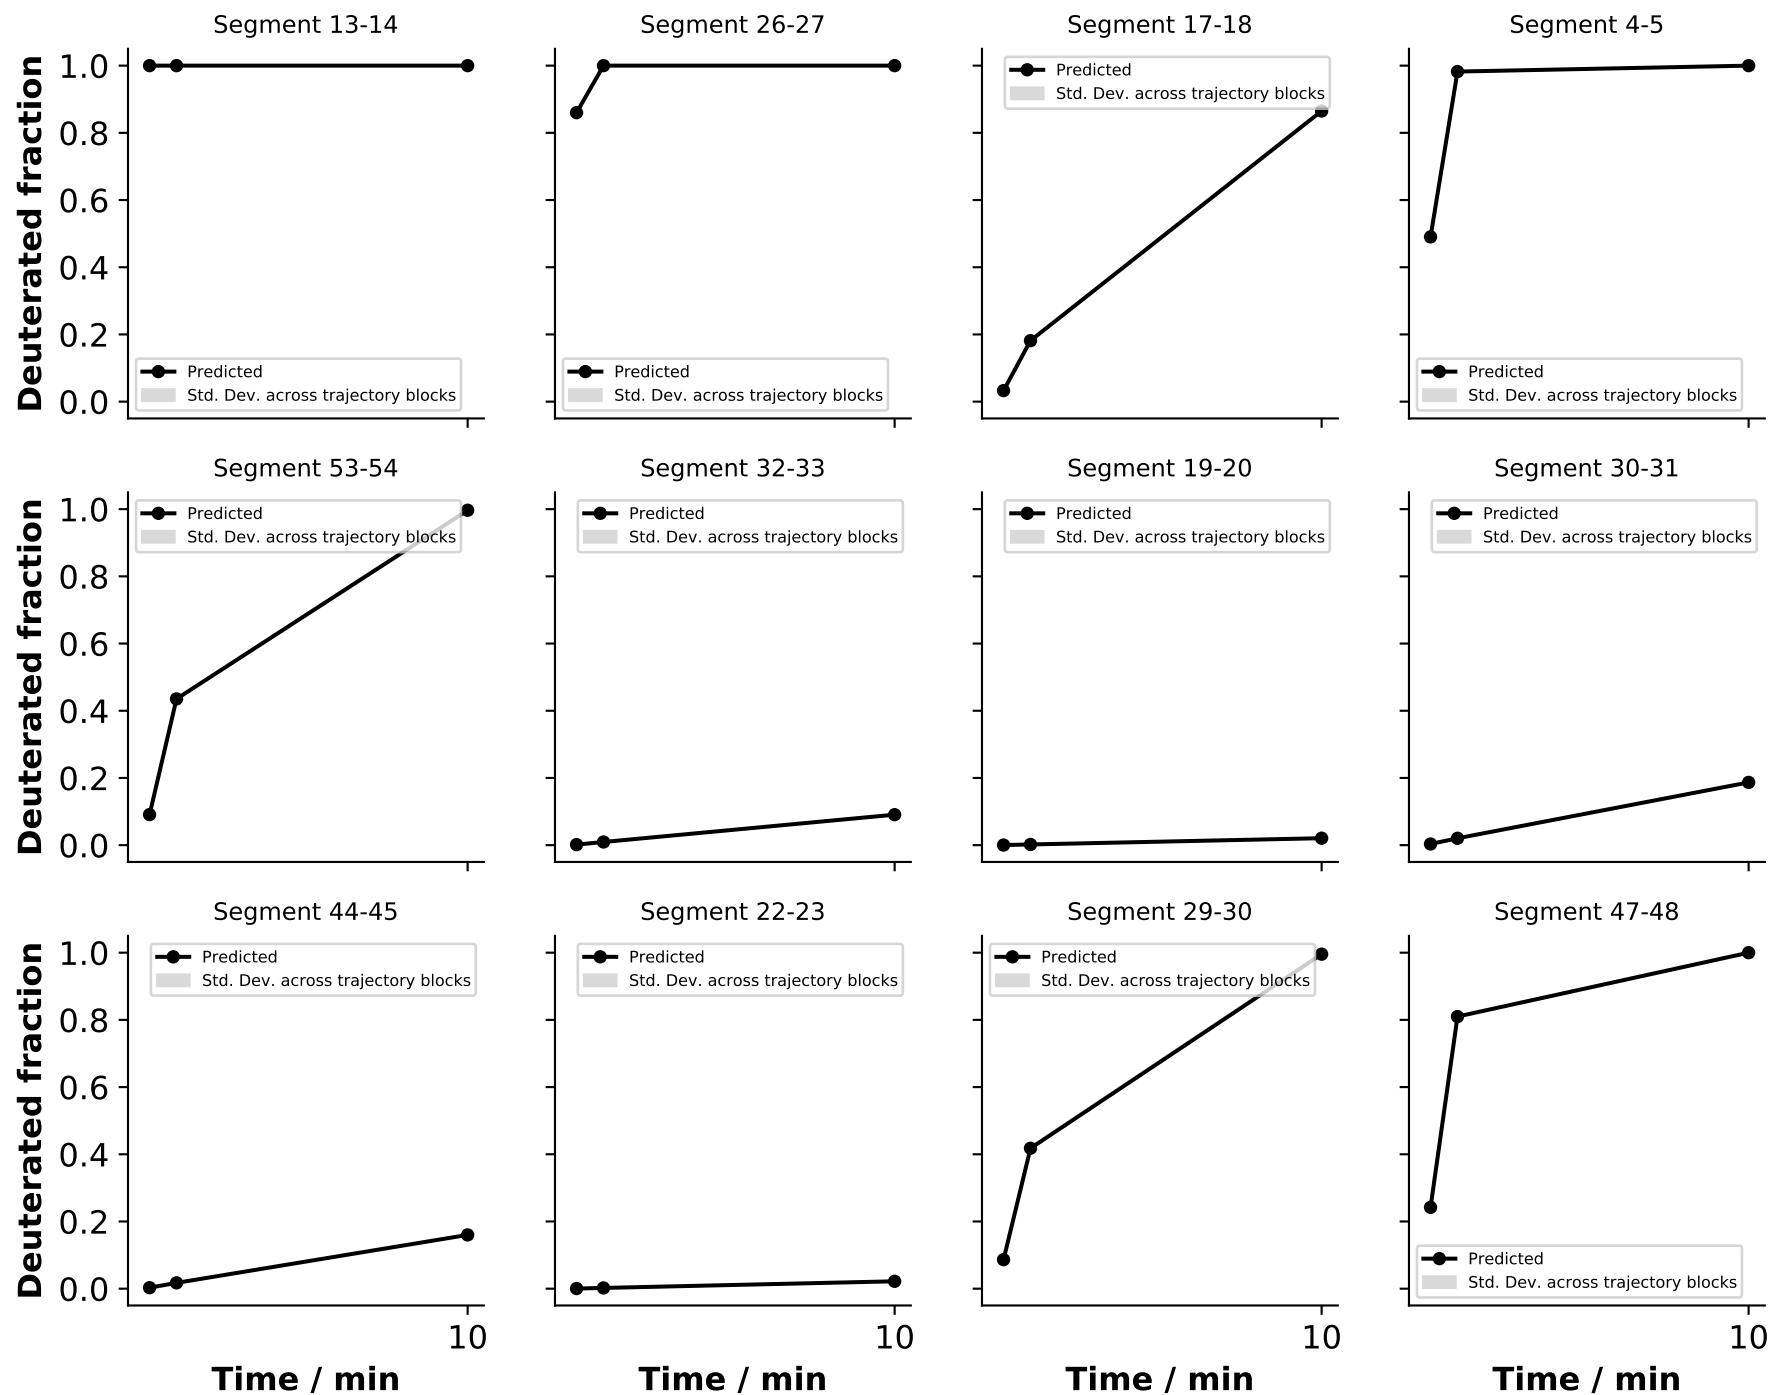 Segment 13-14
Segment 26-27
Segment 17-18
Segment 4-5
Deuterated fraction
1.0
0.8
0.6
0.4
0.2
0.0
Predicted
Std. Dev. across trajectory blocks
Predicted
Std. Dev. across trajectory blocks
Predicted
Std. Dev. across trajectory blocks
Predicted
Std. Dev. across trajectory blocks
Segment 53-54
Segment 32-33
Segment 19-20
Segment 30-31
Deuterated fraction
1.0
0.8
0.6
0.4
0.2
0.0
Predicted
Std. Dev. across trajectory blocks
Predicted
Std. Dev. across trajectory blocks
Predicted
Std. Dev. across trajectory blocks
Predicted
Std. Dev. across trajectory blocks
Segment 44-45
Segment 22-23
Segment 29-30
Segment 47-48
Deuterated fraction
1.0
0.8
0.6
0.4
0.2
0.0
Predicted
Std. Dev. across trajectory blocks
Predicted
Std. Dev. across trajectory blocks
Predicted
Std. Dev. across trajectory blocks
Predicted
Std. Dev. across trajectory blocks
10
10
10
10
Time / min
Time / min
Time / min
Time / min